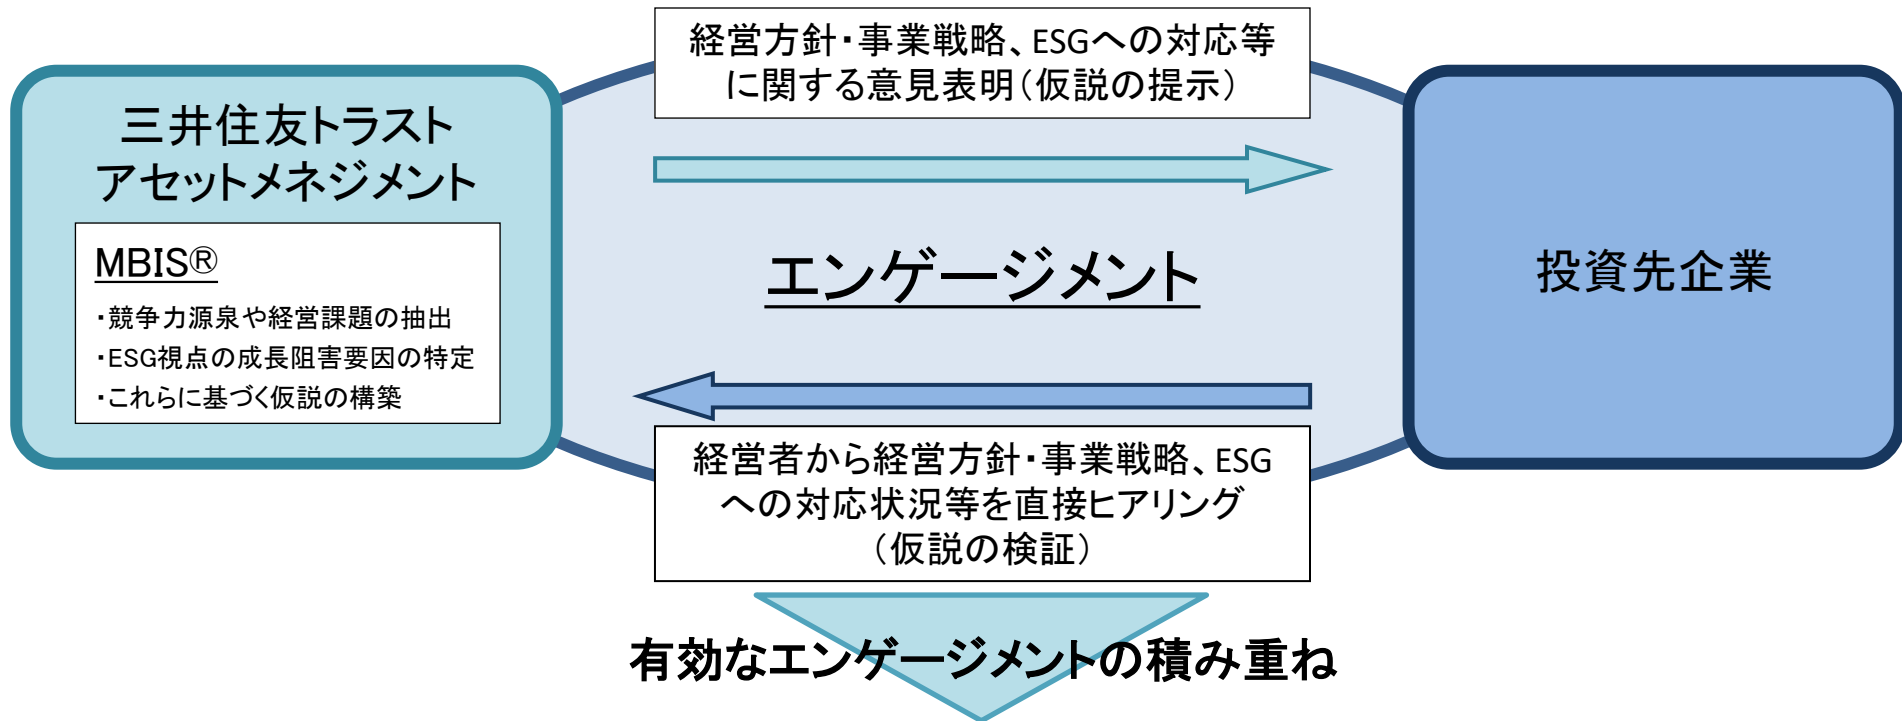 経営方針・事業戦略、ESGへの対応等
に関する意見表明（仮説の提示）
三井住友トラスト
アセットメネジメント
MBIS®
・競争力源泉や経営課題の抽出
・ESG視点の成長阻害要因の特定
・これらに基づく仮説の構築
エンゲージメント
投資先企業
経営者から経営方針・事業戦略、ESG
への対応状況等を直接ヒアリング
（仮説の検証）
有効なエンゲージメントの積み重ね